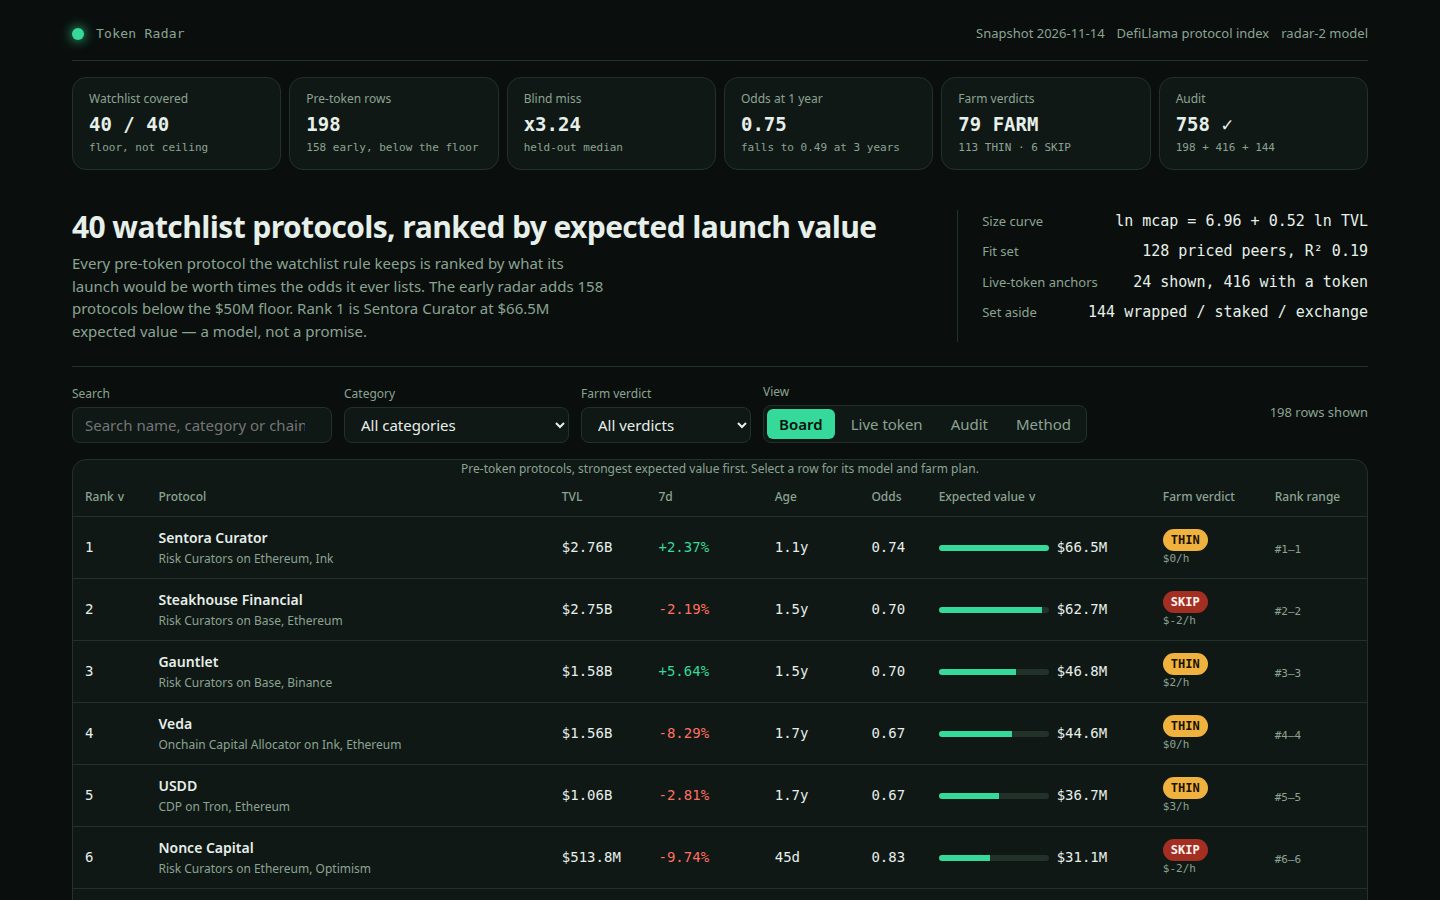 Token Radar
Snapshot 2026-11-14 DefiLlama protocol index radar-2 model
Watchlist covered
40 / 40
floor, not ceiling
Pre-token rows
198
158 early, below the floor
Blind miss
x3.24
held-out median
Odds at 1 year
0.75
falls to 0.49 at 3 years
Farm verdicts
79 FARM
113 THIN · 6 SKIP
Audit
758 ✓
198 + 416 + 144
40 watchlist protocols, ranked by expected launch value
Every pre-token protocol the watchlist rule keeps is ranked by what its
launch would be worth times the odds it ever lists. The early radar adds 158
protocols below the $50M floor. Rank 1 is Sentora Curator at $66.5M
expected value — a model, not a promise.
Size curve ln mcap = 6.96 + 0.52 ln TVL
Fit set 128 priced peers, R² 0.19
Live-token anchors 24 shown, 416 with a token
Set aside 144 wrapped / staked / exchange
Search
Search name, category or chain
Category
All categories
Farm verdict
All verdicts
View
Board Live token Audit Method
198 rows shown
Pre-token protocols, strongest expected value first. Select a row for its model and farm plan.
Rank v Protocol TVL 7d Age Odds Expected value v Farm verdict Rank range
1 Sentora Curator $2.76B +2.37% 1.1y 0.74 $66.5M THIN #1–1
Risk Curators on Ethereum, Ink $0/h
2 Steakhouse Financial $2.75B -2.19% 1.5y 0.70 $62.7M SKIP #2–2
Risk Curators on Base, Ethereum $-2/h
3 Gauntlet $1.58B +5.64% 1.5y 0.70 $46.8M THIN #3–3
Risk Curators on Base, Binance $2/h
4 Veda $1.56B -8.29% 1.7y 0.67 $44.6M THIN #4–4
Onchain Capital Allocator on Ink, Ethereum $0/h
5 USDD $1.06B -2.81% 1.7y 0.67 $36.7M THIN #5–5
CDP on Tron, Ethereum $3/h
6 Nonce Capital $513.8M -9.74% 45d 0.83 $31.1M SKIP #6–6
Risk Curators on Ethereum, Optimism $-2/h